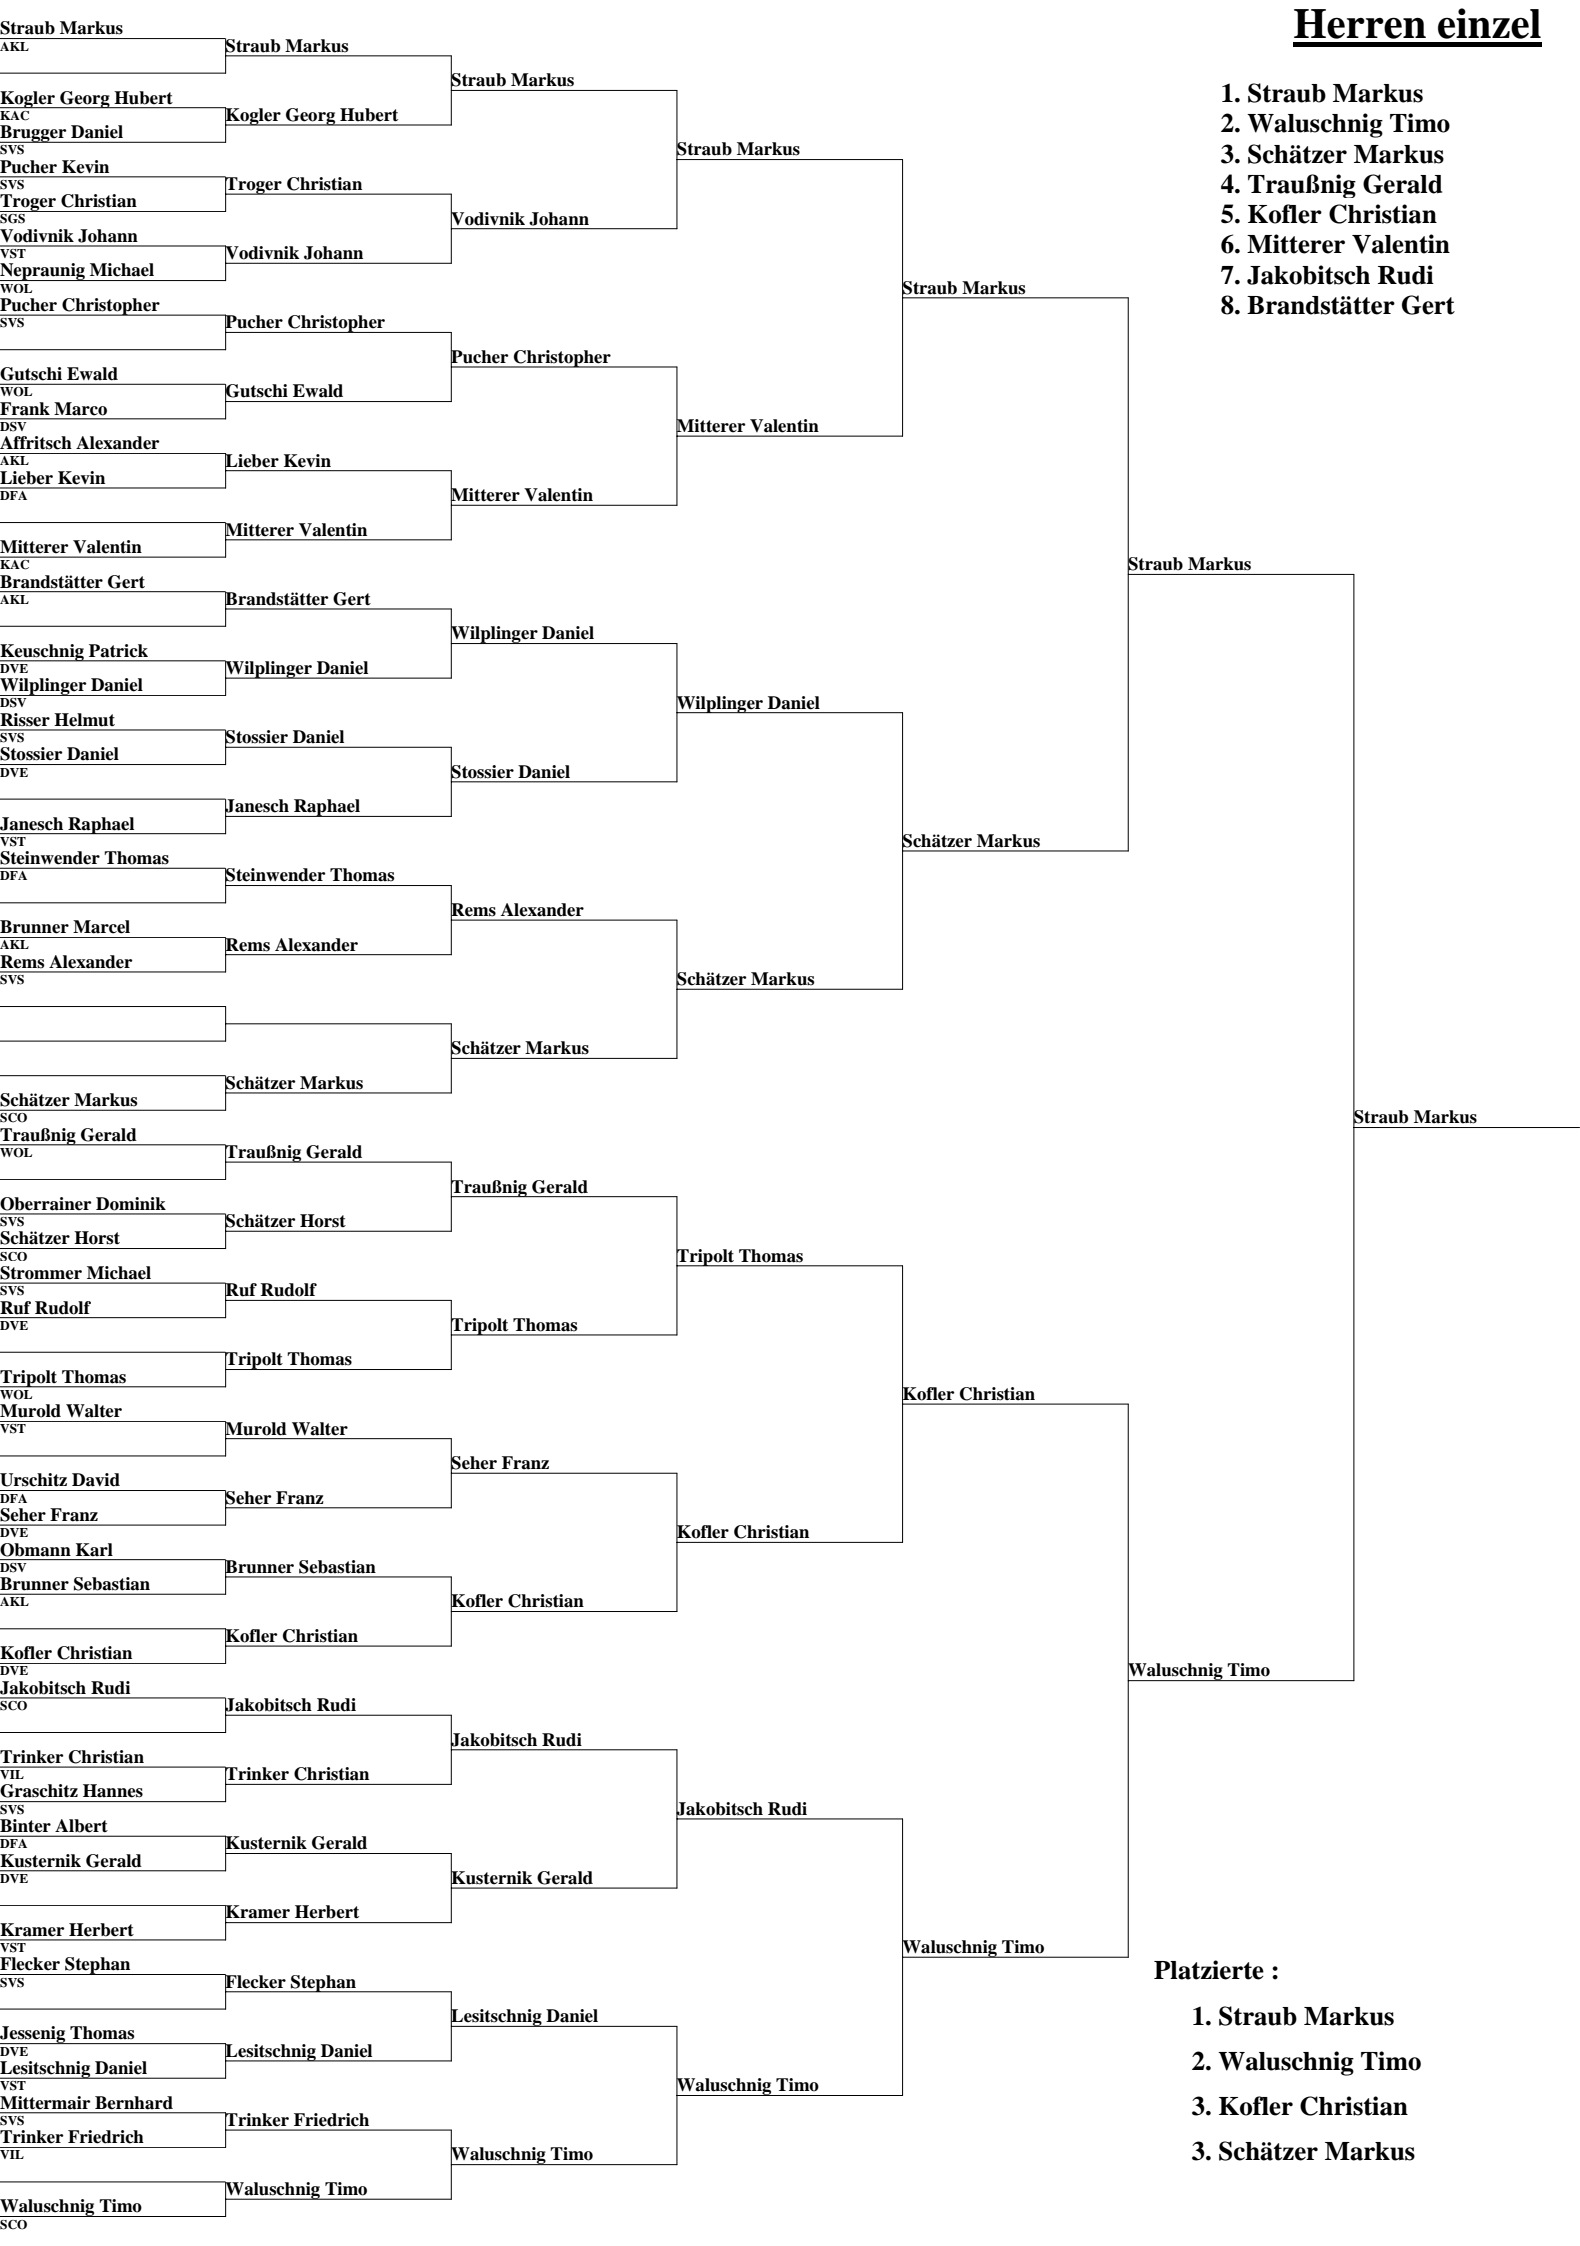 Herren einzel
1. Straub Markus
2. Waluschnig Timo
3. Schätzer Markus
4. Traußnig Gerald
5. Kofler Christian
6. Mitterer Valentin
7. Jakobitsch Rudi
8. Brandstätter Gert
Straub Markus
AKL
Kogler Georg Hubert
KAC
Brugger Daniel
SVS
Pucher Kevin
SVS
Troger Christian
SGS
Vodivnik Johann
VST
Nepraunig Michael
WOL
Pucher Christopher
SVS
Gutschi Ewald
WOL
Frank Marco
DSV
Affritsch Alexander
AKL
Lieber Kevin
DFA
Mitterer Valentin
KAC
Brandstätter Gert
AKL
Keuschnig Patrick
DVE
Wilplinger Daniel
DSV
Risser Helmut
SVS
Stossier Daniel
DVE
Janesch Raphael
VST
Steinwender Thomas
DFA
Brunner Marcel
AKL
Rems Alexander
SVS
Schätzer Markus
SCO
Traußnig Gerald
WOL
Oberrainer Dominik
SVS
Schätzer Horst
SCO
Strommer Michael
SVS
Ruf Rudolf
DVE
Tripolt Thomas
WOL
Murold Walter
VST
Urschitz David
DFA
Seher Franz
DVE
Obmann Karl
DSV
Brunner Sebastian
AKL
Kofler Christian
DVE
Jakobitsch Rudi
SCO
Trinker Christian
VIL
Graschitz Hannes
SVS
Binter Albert
DFA
Kusternik Gerald
DVE
Kramer Herbert
VST
Flecker Stephan
SVS
Jessenig Thomas
DVE
Lesitschnig Daniel
VST
Mittermair Bernhard
SVS
Trinker Friedrich
VIL
Waluschnig Timo
SCO
Straub Markus
Kogler Georg Hubert
Troger Christian
Vodivnik Johann
Pucher Christopher
Gutschi Ewald
Lieber Kevin
Mitterer Valentin
Brandstätter Gert
Wilplinger Daniel
Stossier Daniel
Janesch Raphael
Steinwender Thomas
Rems Alexander
Schätzer Markus
Traußnig Gerald
Schätzer Horst
Ruf Rudolf
Tripolt Thomas
Murold Walter
Seher Franz
Brunner Sebastian
Kofler Christian
Jakobitsch Rudi
Trinker Christian
Kusternik Gerald
Kramer Herbert
Flecker Stephan
Lesitschnig Daniel
Trinker Friedrich
Waluschnig Timo
Straub Markus
Vodivnik Johann
Pucher Christopher
Mitterer Valentin
Wilplinger Daniel
Stossier Daniel
Rems Alexander
Schätzer Markus
Traußnig Gerald
Tripolt Thomas
Seher Franz
Kofler Christian
Jakobitsch Rudi
Kusternik Gerald
Lesitschnig Daniel
Waluschnig Timo
Straub Markus
Mitterer Valentin
Wilplinger Daniel
Schätzer Markus
Tripolt Thomas
Kofler Christian
Jakobitsch Rudi
Waluschnig Timo
Straub Markus
Schätzer Markus
Kofler Christian
Waluschnig Timo
Straub Markus
Waluschnig Timo
Straub Markus
Platzierte :
1. Straub Markus
2. Waluschnig Timo
3. Kofler Christian
3. Schätzer Markus